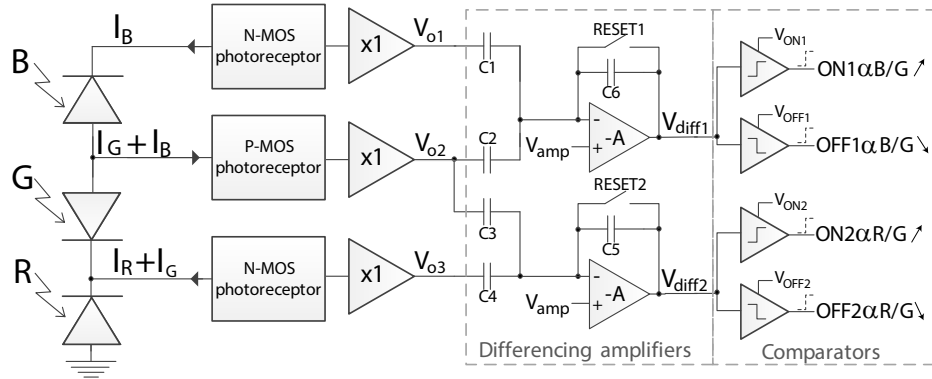 I_B
N-MOS photoreceptor
x1
V_o1
C1
RESET1
C6
V_ON1
ON1αB/G ↗
B
- 
+
-A
V_amp
V_diff1
V_OFF1
OFF1αB/G ↘
I_G+I_B
P-MOS photoreceptor
x1
V_o2
C2
G
C3
RESET2
C5
V_ON2
ON2αR/G ↗
I_R+I_G
N-MOS photoreceptor
x1
V_o3
C4
R
-
+
-A
V_amp
V_diff2
V_OFF2
OFF2αR/G ↘
Differencing amplifiers
Comparators